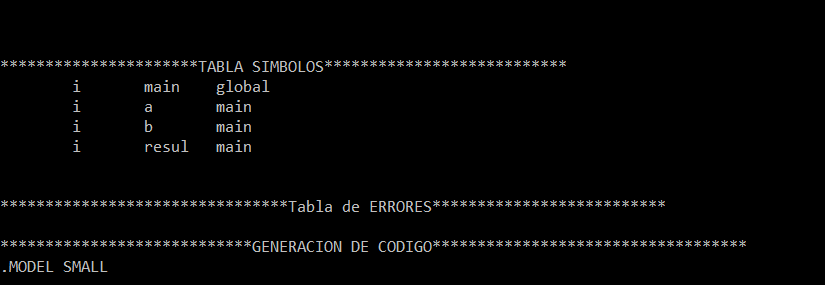 **********************TABLA SIMBOLOS***************************
i main global
i a main
i b main
i resul main
********************************Tabla de ERRORES**************************
****************************GENERACION DE CODIGO***********************************
.MODEL SMALL